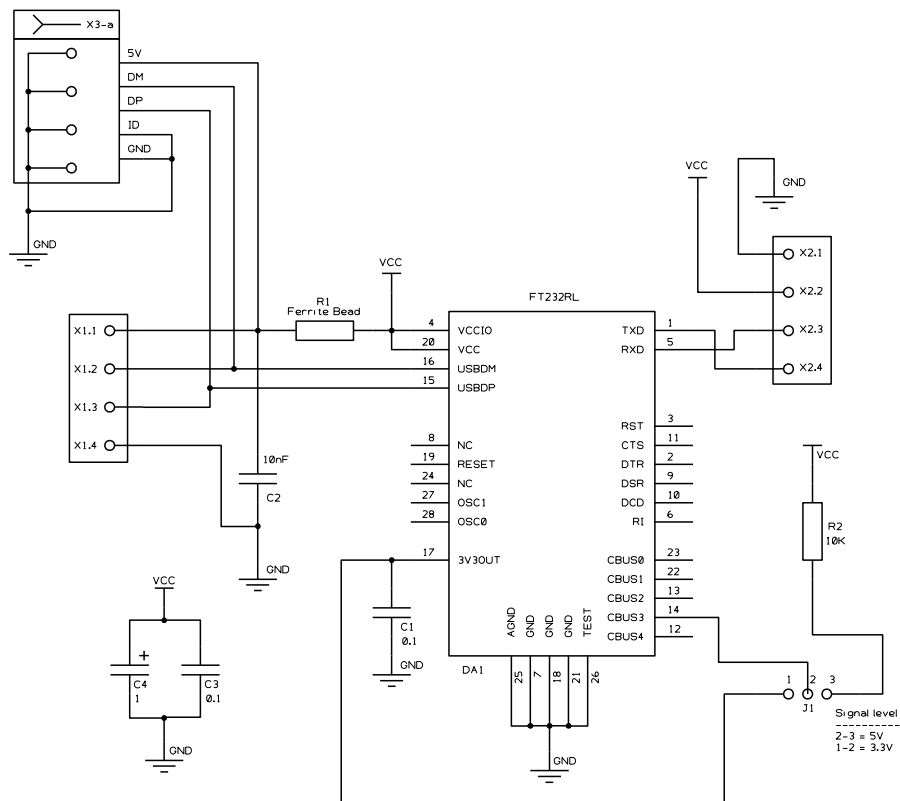 X3-a
5V
DM
DP
ID
GND
GND
VCC
GND
X2.1
X2.2
X2.3
X2.4
VCC
R1
Ferrite Bead
FT232RL
X1.1
X1.2
X1.3
X1.4
4 VCCIO
20 VCC
16 USBDM
15 USBDP
8 NC
19 RESET
24 NC
27 OSC1
28 OSC0
17 3V3OUT
TXD 1
RXD 5
RST 3
CTS 11
DTR 2
DSR 9
DCD 10
RI 6
CBUS0 23
CBUS1 22
CBUS2 13
CBUS3 14
CBUS4 12
AGND GND GND GND TEST
25 7 18 21 26
DA1
GND
10nF
C2
GND
C1
0.1
GND
VCC
+
C4
1
C3
0.1
GND
VCC
R2
10K
1 2 3
J1
Signal level
-----------
2-3 = 5V
1-2 = 3.3V